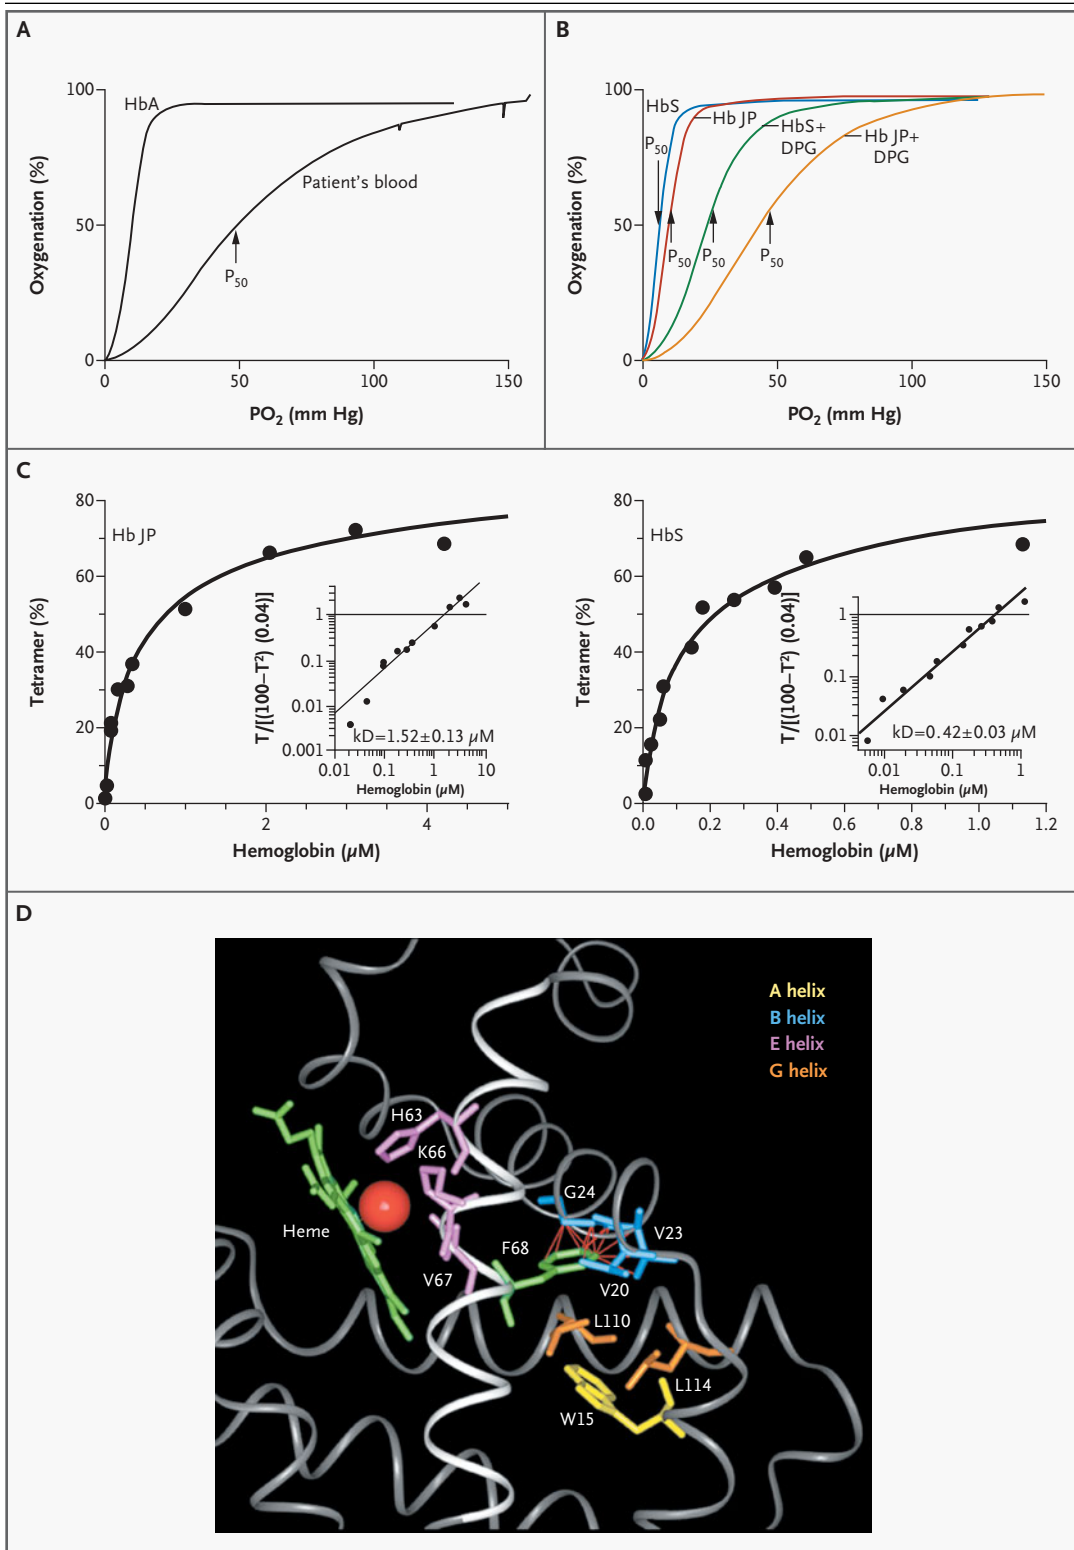 A
100
HbA
Patient's blood
50
P50
0
0
50
100
150
Oxygenation (%)
PO2 (mm Hg)
B
100
HbS
Hb JP
HbS+
DPG
Hb JP+
DPG
P50
50
P50
P50
P50
0
0
50
100
150
Oxygenation (%)
PO2 (mm Hg)
C
80
Hb JP
60
40
20
0
0
2
4
Tetramer (%)
Hemoglobin (µM)
T/[(100−T²) (0.04)]
1
0.1
0.01
0.001
kD=1.52±0.13 µM
0.01
0.1
1
10
Hemoglobin (µM)
80
HbS
60
40
20
0
0.0
0.2
0.4
0.6
0.8
1.0
1.2
Tetramer (%)
Hemoglobin (µM)
T/[(100−T²) (0.04)]
1
0.1
0.01
kD=0.42±0.03 µM
0.01
0.1
1
Hemoglobin (µM)
D
A helix
B helix
E helix
G helix
H63
K66
G24
Heme
F68
V23
V67
V20
L110
L114
W15